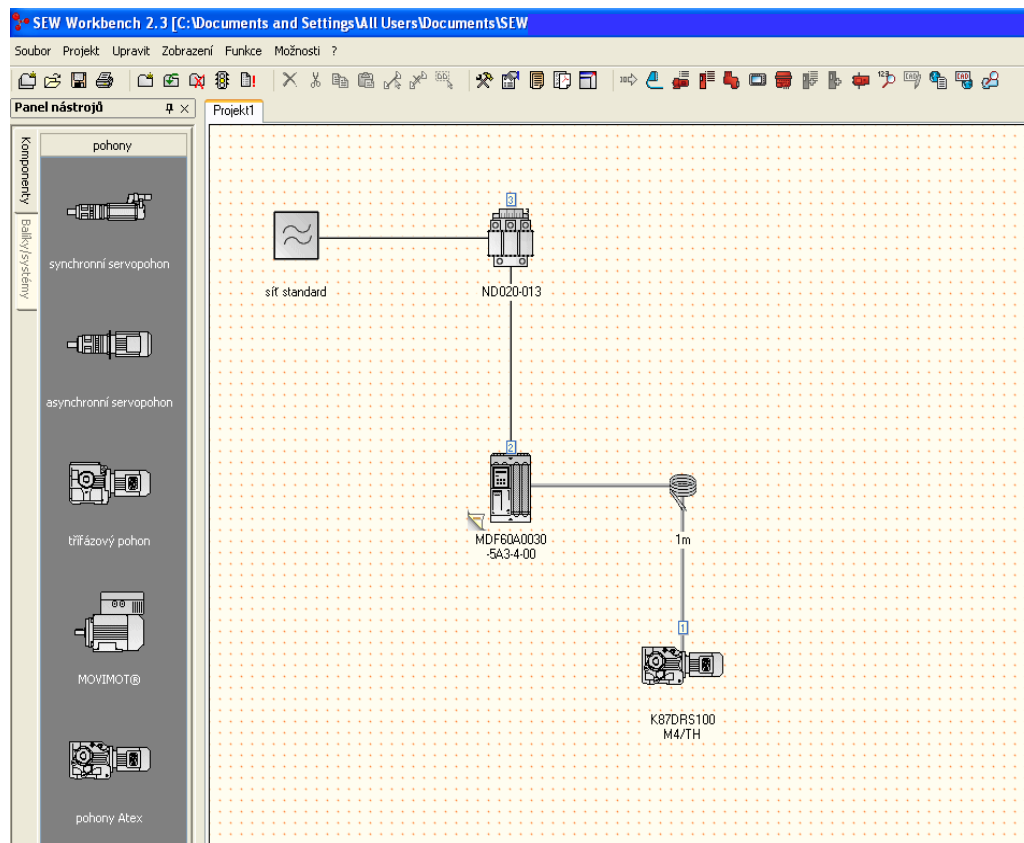 SEW Workbench 2.3 [C:\Documents and Settings\All Users\Documents\SEW
Soubor Projekt Upravit Zobrazení Funkce Možnosti ?
Panel nástrojů
Projekt1
Komponenty
Balíky/systémy
pohony
synchronní servopohon
asynchronní servopohon
třífázový pohon
MOVIMOT®
pohony Atex
3
síť standard
ND020-013
2
MDF60A0030
-5A3-4-00
1m
1
K87DRS100
M4/TH